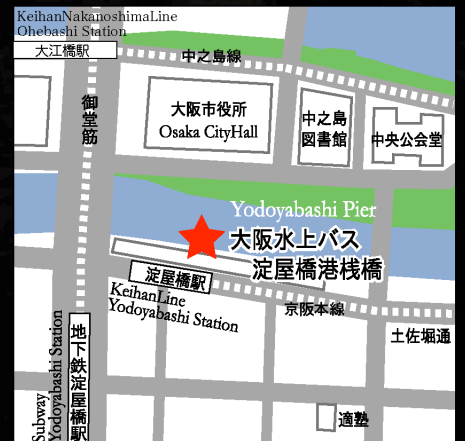 KeihanNakanoshimaLine
Ohebashi Station
大江橋駅
中之島線
御堂筋
大阪市役所
Osaka CityHall
中之島
図書館
中央公会堂
Yodoyabashi Pier
大阪水上バス
淀屋橋港桟橋
淀屋橋駅
KeihanLine
Yodoyabashi Station
京阪本線
土佐堀通
Subway
Yodoyabashi Station
地下鉄淀屋橋駅
適塾